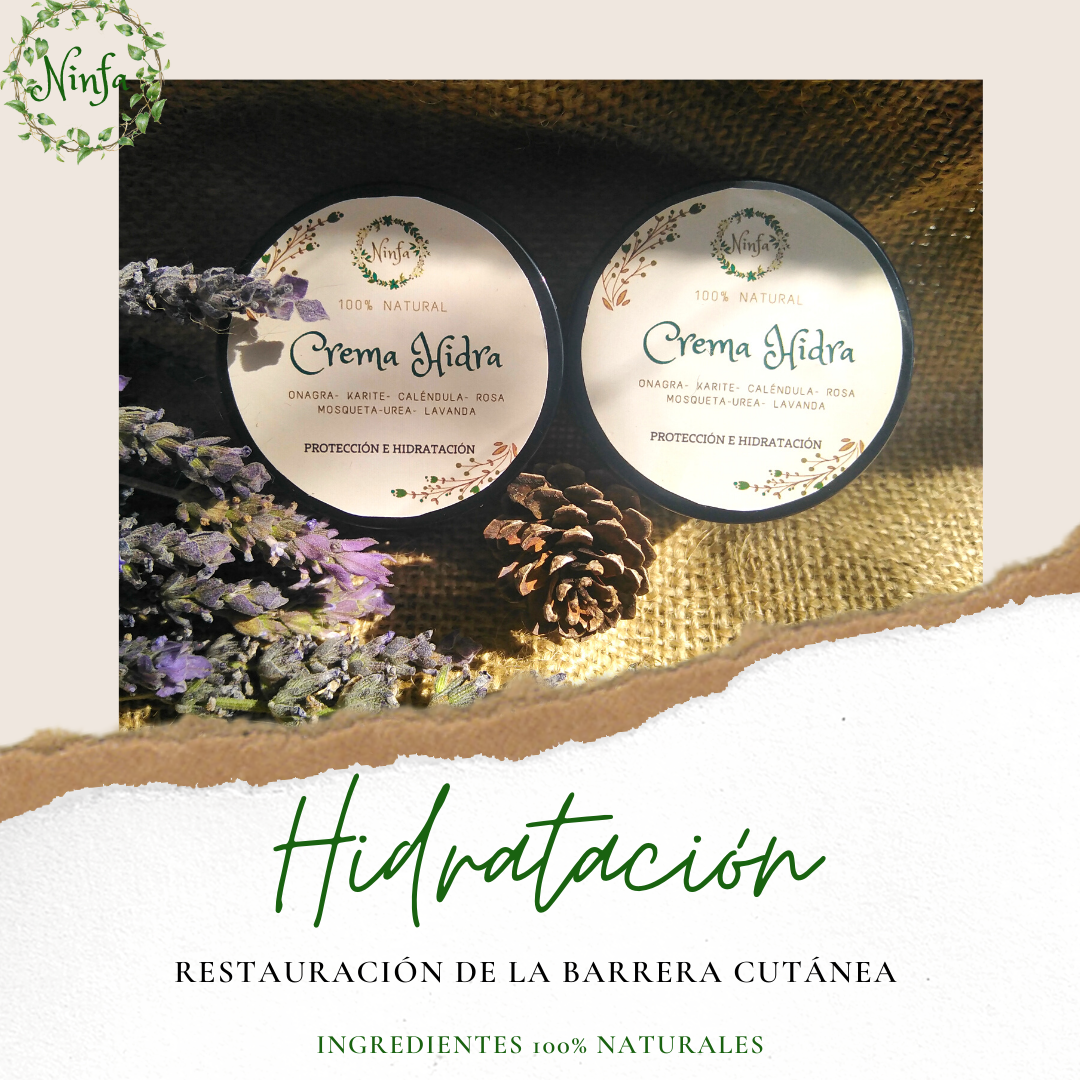 Ninfa
Ninfa
100% NATURAL
Crema Hidra
ONAGRA- KARITE- CALÉNDULA- ROSA
MOSQUETA-UREA- LAVANDA
PROTECCIÓN E HIDRATACIÓN
Ninfa
100% NATURAL
Crema Hidra
ONAGRA- KARITE- CALÉNDULA- ROSA
MOSQUETA-UREA- LAVANDA
PROTECCIÓN E HIDRATACIÓN
Hidratación
RESTAURACIÓN DE LA BARRERA CUTÁNEA
INGREDIENTES 100% NATURALES